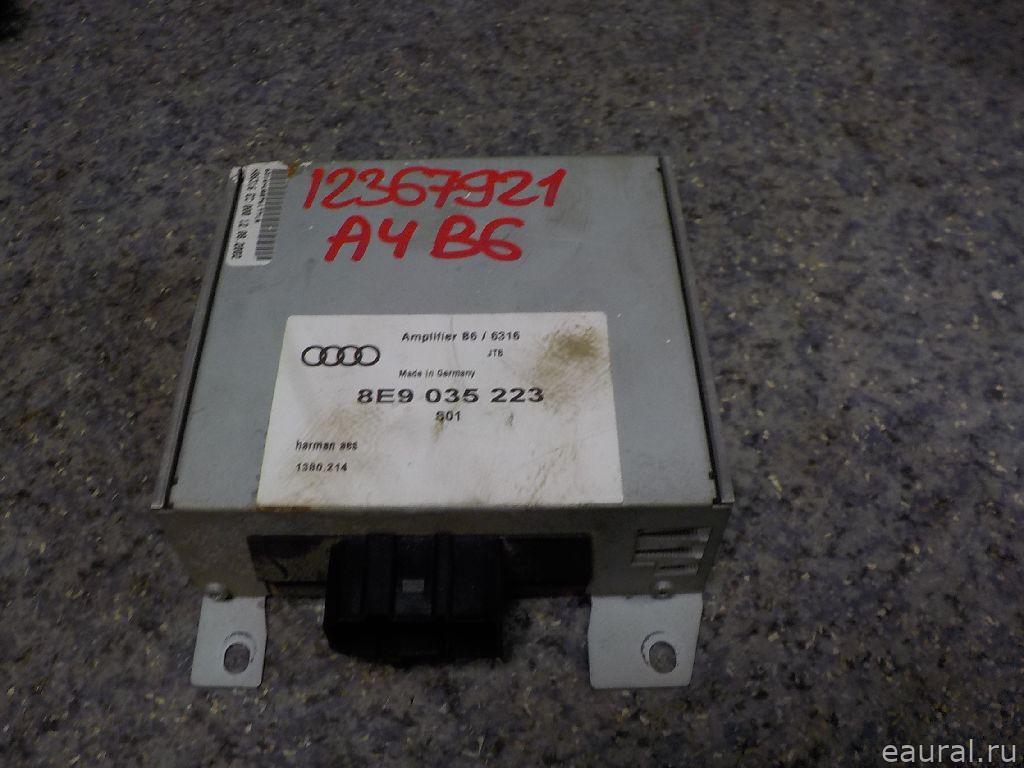 12367921
A4 B6
Amplifier B6 / 6316
JTB
Made in Germany
8E9 035 223
S01
harman aes
1380.214
eaural.ru